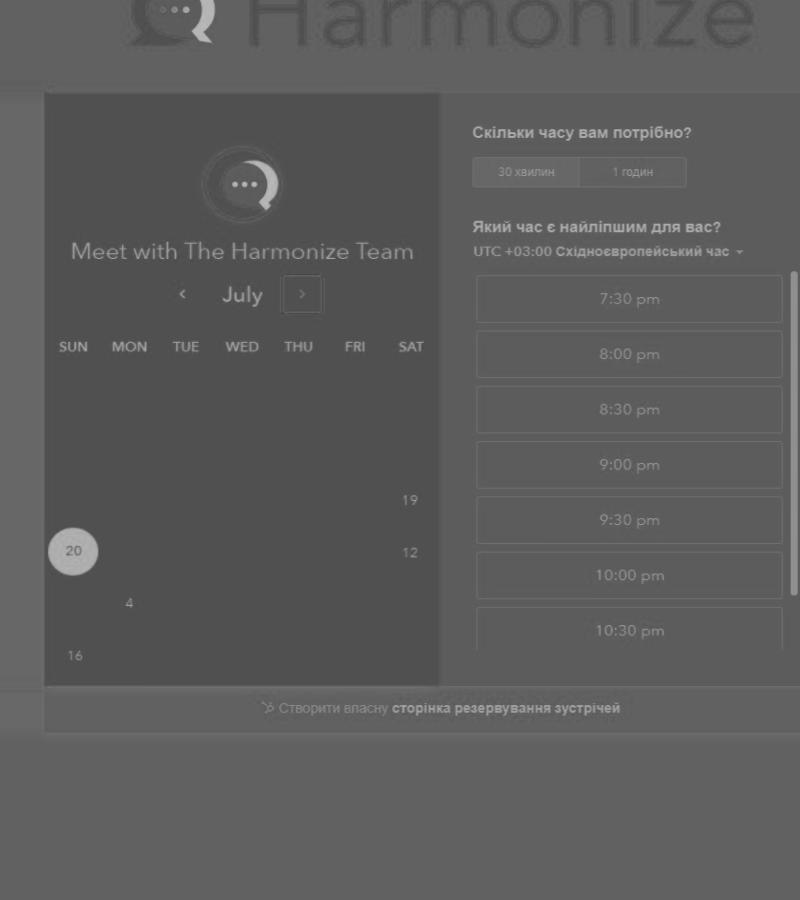 Harmonize
Meet with The Harmonize Team
July
SUN MON TUE WED THU FRI SAT
19
20 12
4
16
Скільки часу вам потрібно?
30 хвилин 1 годин
Який час є найліпшим для вас?
UTC +03:00 Східноєвропейський час
7:30 pm
8:00 pm
8:30 pm
9:00 pm
9:30 pm
10:00 pm
10:30 pm
Створити власну сторінка резервування зустрічей